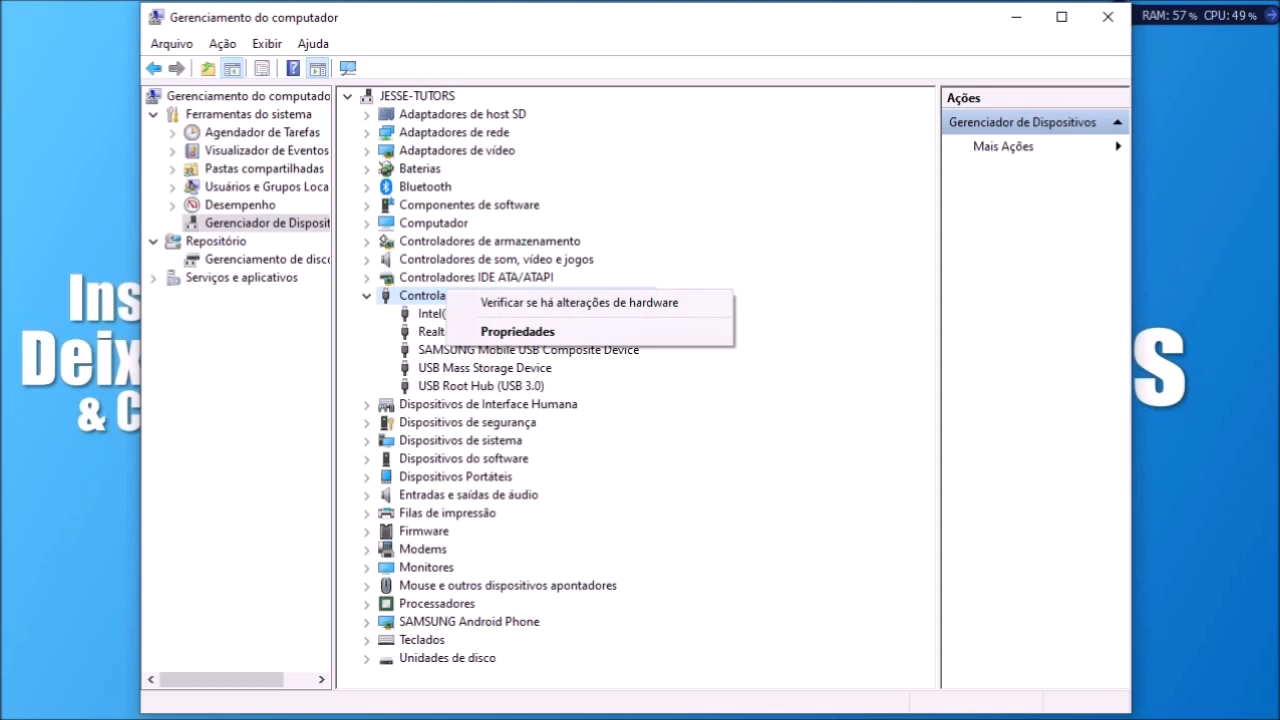 Gerenciamento do computador
RAM: 57% CPU: 49%
Arquivo Ação Exibir Ajuda
Gerenciamento do computado
Ferramentas do sistema
Agendador de Tarefas
Visualizador de Eventos
Pastas compartilhadas
Usuários e Grupos Loca
Desempenho
Gerenciador de Disposit
Repositório
Gerenciamento de disco
Serviços e aplicativos
JESSE-TUTORS
Adaptadores de host SD
Adaptadores de rede
Adaptadores de vídeo
Baterias
Bluetooth
Componentes de software
Computador
Controladores de armazenamento
Controladores de som, vídeo e jogos
Controladores IDE ATA/ATAPI
Controla
Intel(
Realt
SAMSUNG Mobile USB Composite Device
USB Mass Storage Device
USB Root Hub (USB 3.0)
Dispositivos de Interface Humana
Dispositivos de segurança
Dispositivos de sistema
Dispositivos do software
Dispositivos Portáteis
Entradas e saídas de áudio
Filas de impressão
Firmware
Modems
Monitores
Mouse e outros dispositivos apontadores
Processadores
SAMSUNG Android Phone
Teclados
Unidades de disco
Verificar se há alterações de hardware
Propriedades
Ações
Gerenciador de Dispositivos
Mais Ações
Ins
Deix
& C
S